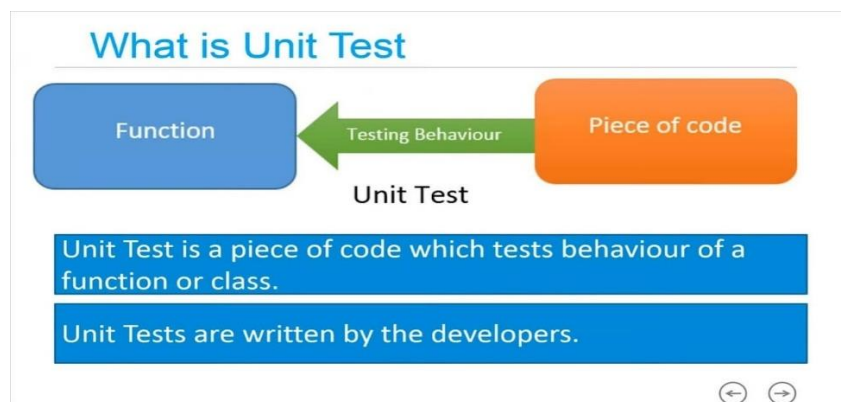 What is Unit Test
Function
Testing Behaviour
Piece of code
Unit Test
Unit Test is a piece of code which tests behaviour of a
function or class.
Unit Tests are written by the developers.